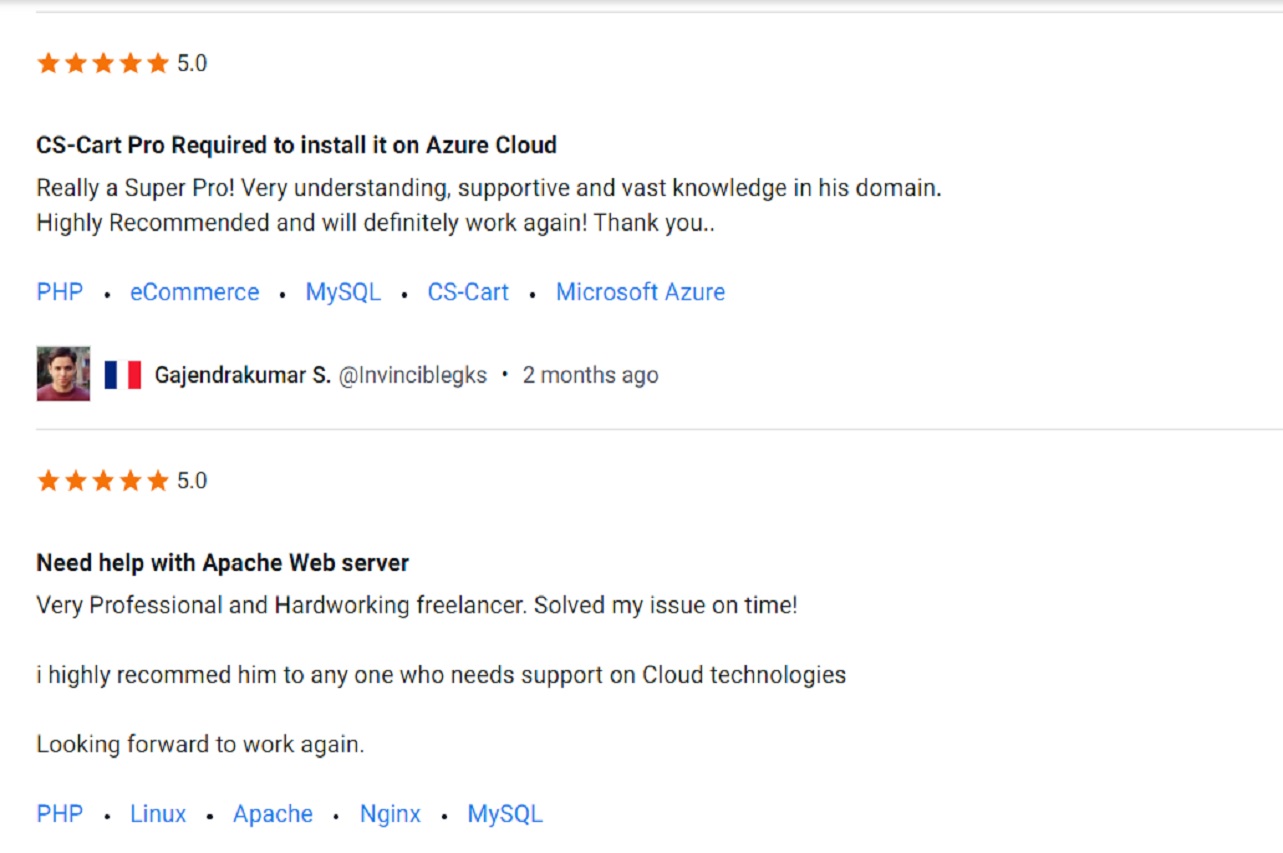 5.0
CS-Cart Pro Required to install it on Azure Cloud
Really a Super Pro! Very understanding, supportive and vast knowledge in his domain.
Highly Recommended and will definitely work again! Thank you..
PHP • eCommerce • MySQL • CS-Cart • Microsoft Azure
Gajendrakumar S. @Invinciblegks • 2 months ago
5.0
Need help with Apache Web server
Very Professional and Hardworking freelancer. Solved my issue on time!
i highly recommed him to any one who needs support on Cloud technologies
Looking forward to work again.
PHP • Linux • Apache • Nginx • MySQL